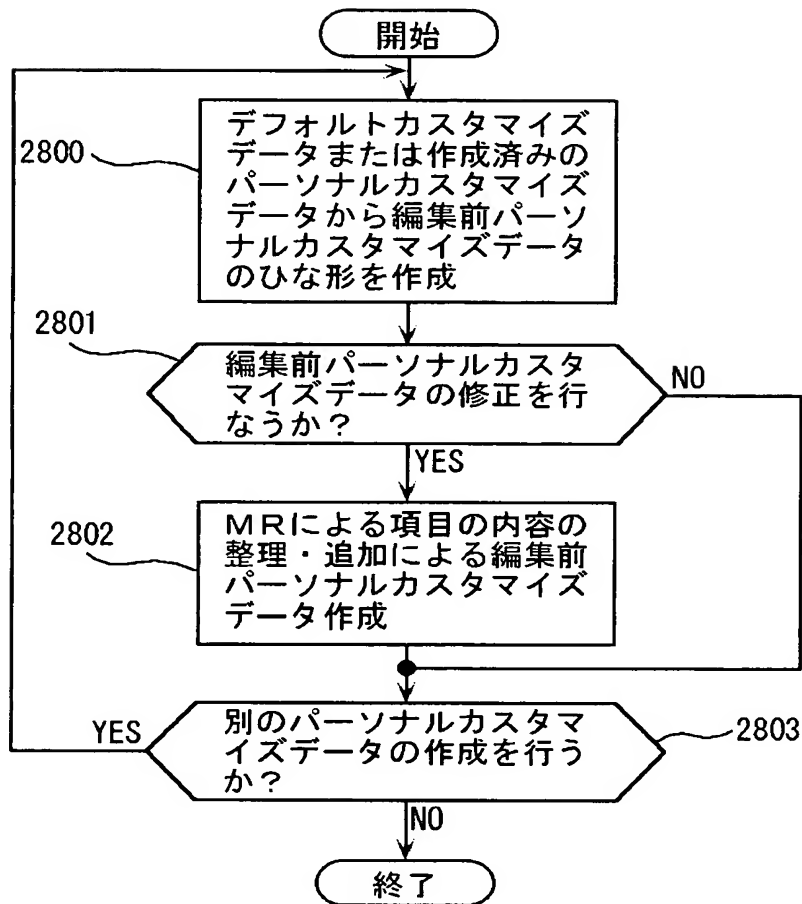 開始
2800
デフォルトカスタマイズ
データまたは作成済みの
パーソナルカスタマイズ
データから編集前パーソ
ナルカスタマイズデータ
のひな形を作成
2801
編集前パーソナルカスタ
マイズデータの修正を行
なうか?
NO
YES
2802
MRによる項目の内容の
整理・追加による編集前
パーソナルカスタマイズ
データ作成
YES
別のパーソナルカスタマ
イズデータの作成を行う
か?
2803
NO
終了